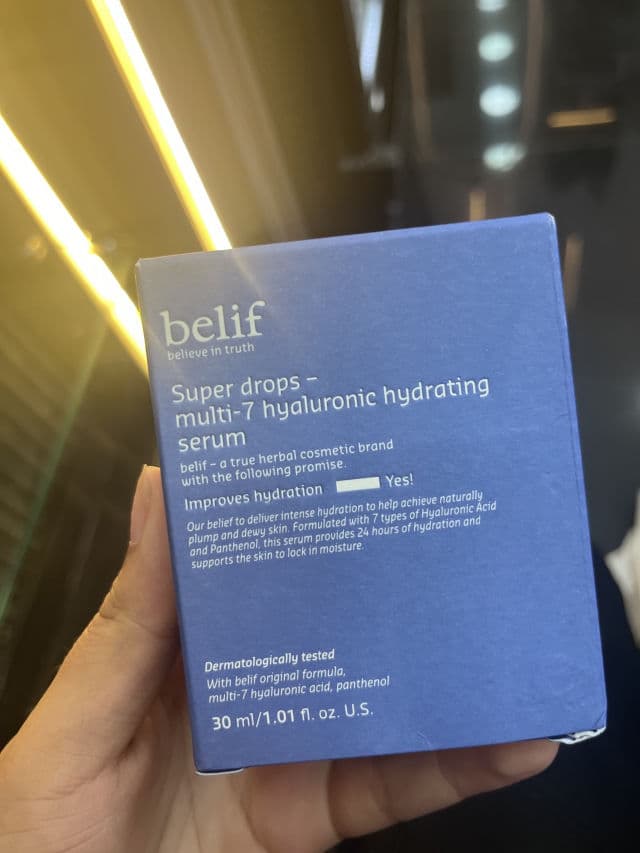 belif
believe in truth
Super drops –
multi-7 hyaluronic hydrating
serum
belif – a true herbal cosmetic brand
with the following promise.
Improves hydration Yes!
Our belief to deliver intense hydration to help achieve naturally
plump and dewy skin. Formulated with 7 types of Hyaluronic Acid
and Panthenol, this serum provides 24 hours of hydration and
supports the skin to lock in moisture.
Dermatologically tested
With belif original formula,
multi-7 hyaluronic acid, panthenol
30 ml/1.01 fl. oz. U.S.